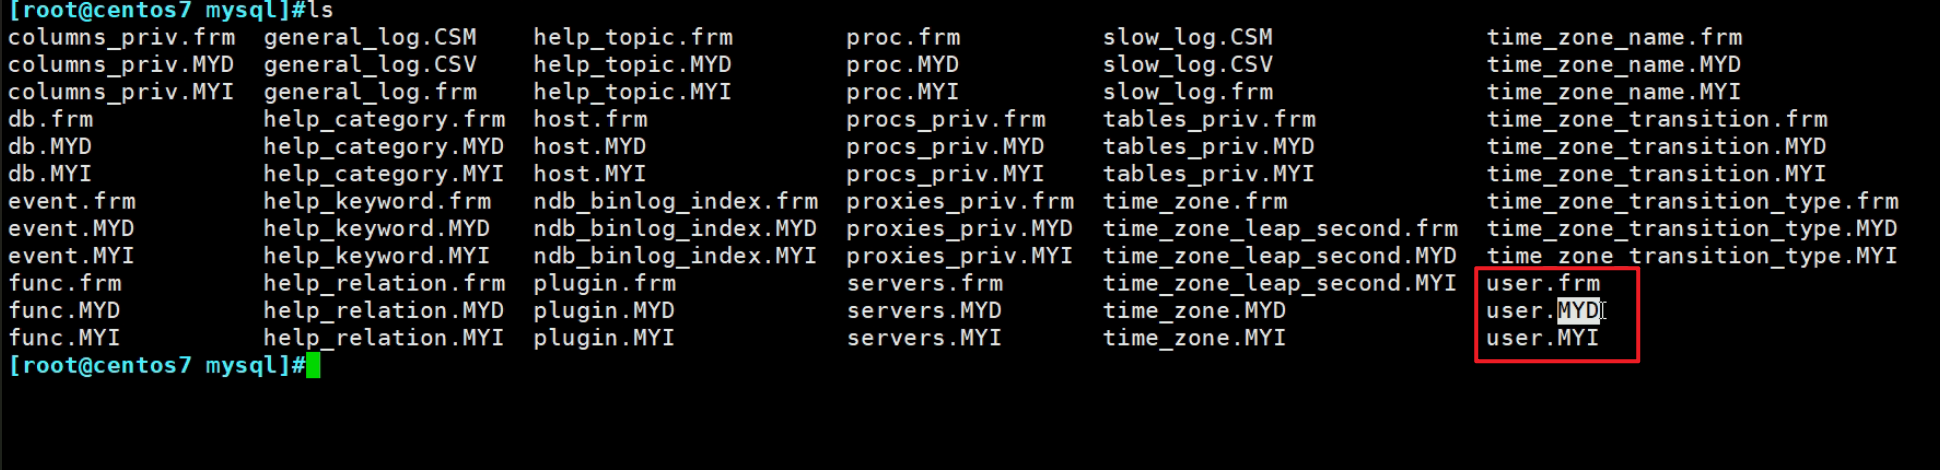 [root@centos7 mysql]#ls
columns_priv.frm general_log.CSM help_topic.frm proc.frm slow_log.CSM time_zone_name.frm
columns_priv.MYD general_log.CSV help_topic.MYD proc.MYD slow_log.CSV time_zone_name.MYD
columns_priv.MYI general_log.frm help_topic.MYI proc.MYI slow_log.frm time_zone_name.MYI
db.frm help_category.frm host.frm procs_priv.frm tables_priv.frm time_zone_transition.frm
db.MYD help_category.MYD host.MYD procs_priv.MYD tables_priv.MYD time_zone_transition.MYD
db.MYI help_category.MYI host.MYI procs_priv.MYI tables_priv.MYI time_zone_transition.MYI
event.frm help_keyword.frm ndb_binlog_index.frm proxies_priv.frm time_zone.frm time_zone_transition_type.frm
event.MYD help_keyword.MYD ndb_binlog_index.MYD proxies_priv.MYD time_zone_leap_second.frm time_zone_transition_type.MYD
event.MYI help_keyword.MYI ndb_binlog_index.MYI proxies_priv.MYI time_zone_leap_second.MYD time_zone_transition_type.MYI
func.frm help_relation.frm plugin.frm servers.frm time_zone_leap_second.MYI user.frm
func.MYD help_relation.MYD plugin.MYD servers.MYD time_zone.MYD user.MYD
func.MYI help_relation.MYI plugin.MYI servers.MYI time_zone.MYI user.MYI
[root@centos7 mysql]#